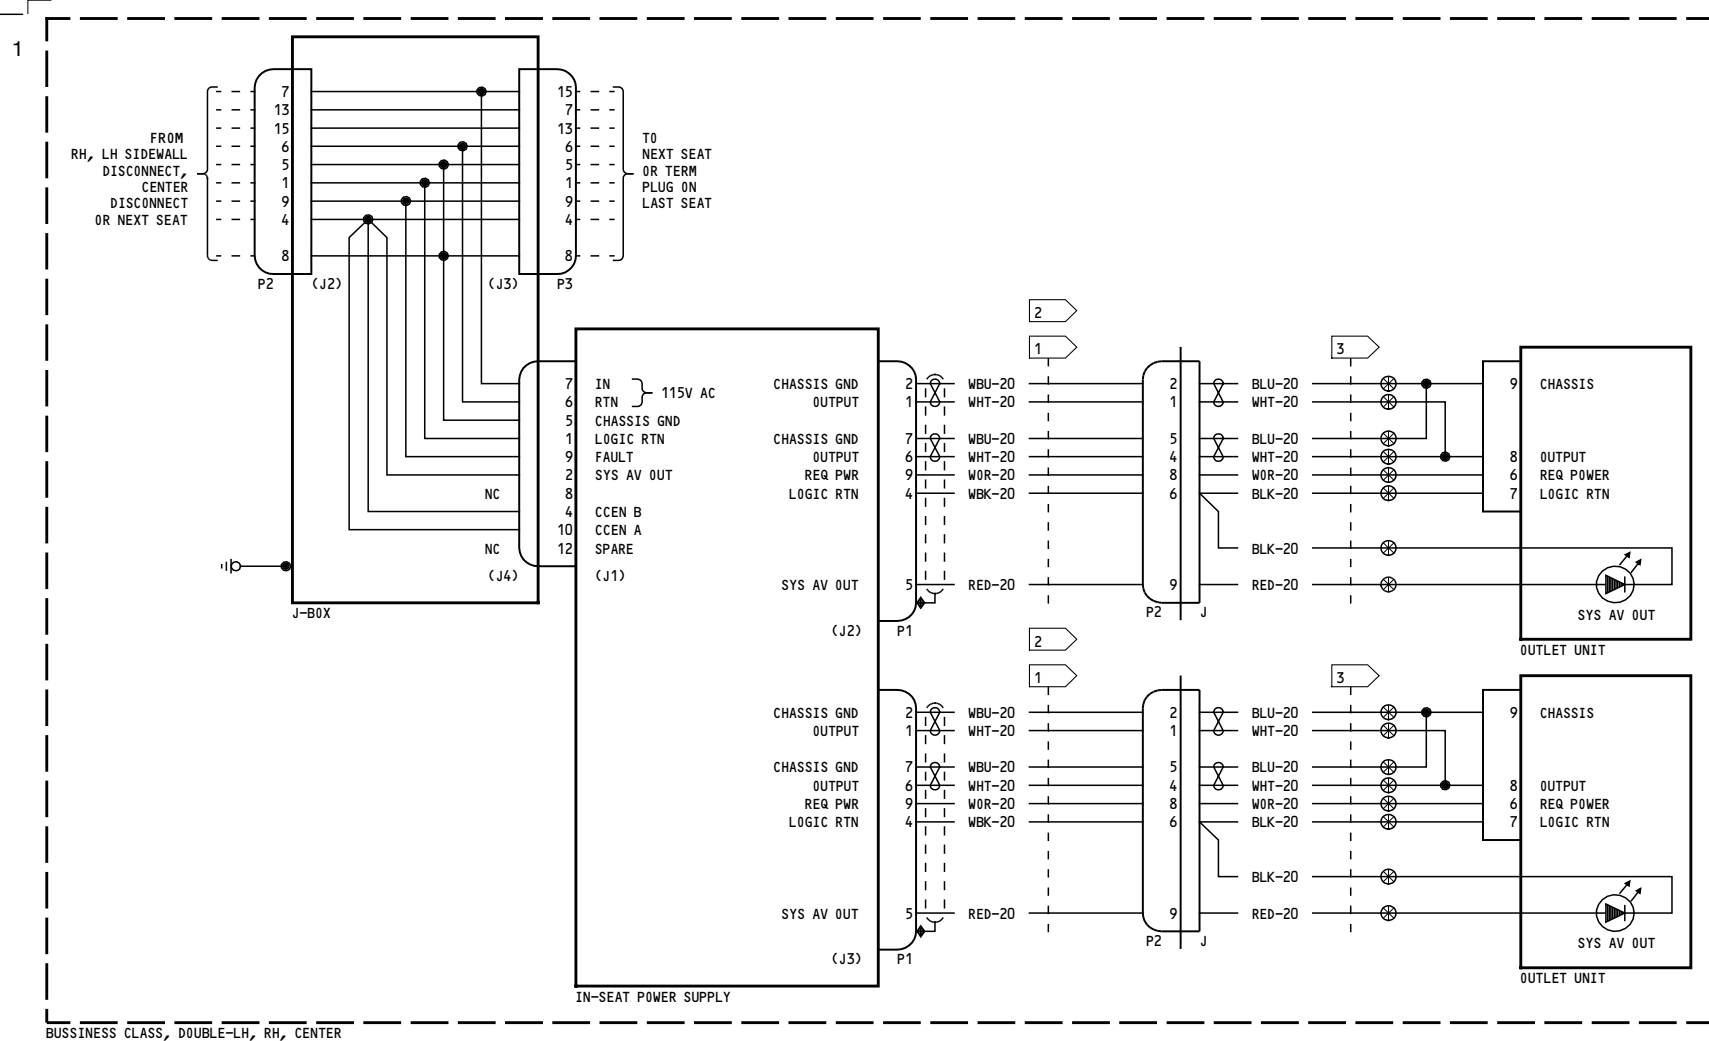 1
FROM
RH, LH SIDEWALL
DISCONNECT,
CENTER
DISCONNECT
OR NEXT SEAT
7
13
15
6
5
1
9
4
8
P2
(J2)
15
7
13
6
5
1
9
4
8
(J3)
P3
TO
NEXT SEAT
OR TERM
PLUG ON
LAST SEAT
7 IN
6 RTN
115V AC
5 CHASSIS GND
1 LOGIC RTN
9 FAULT
2 SYS AV OUT
NC 8
4 CCEN B
10 CCEN A
NC 12 SPARE
(J4)
(J1)
J-BOX
2
1
3
CHASSIS GND 2 WBU-20 2 BLU-20 9 CHASSIS
OUTPUT 1 WHT-20 1 WHT-20
CHASSIS GND 7 WBU-20 5 BLU-20
OUTPUT 6 WHT-20 4 WHT-20 8 OUTPUT
REQ PWR 9 WOR-20 8 WOR-20 6 REQ POWER
LOGIC RTN 4 WBK-20 6 BLK-20 7 LOGIC RTN
BLK-20
SYS AV OUT 5 RED-20 9 RED-20
SYS AV OUT
P2 J
(J2) P1
OUTLET UNIT
2
1
3
CHASSIS GND 2 WBU-20 2 BLU-20 9 CHASSIS
OUTPUT 1 WHT-20 1 WHT-20
CHASSIS GND 7 WBU-20 5 BLU-20
OUTPUT 6 WHT-20 4 WHT-20 8 OUTPUT
REQ PWR 9 WOR-20 8 WOR-20 6 REQ POWER
LOGIC RTN 4 WBK-20 6 BLK-20 7 LOGIC RTN
BLK-20
SYS AV OUT 5 RED-20 9 RED-20
SYS AV OUT
P2 J
(J3) P1
OUTLET UNIT
IN-SEAT POWER SUPPLY
BUSSINESS CLASS, DOUBLE-LH, RH, CENTER